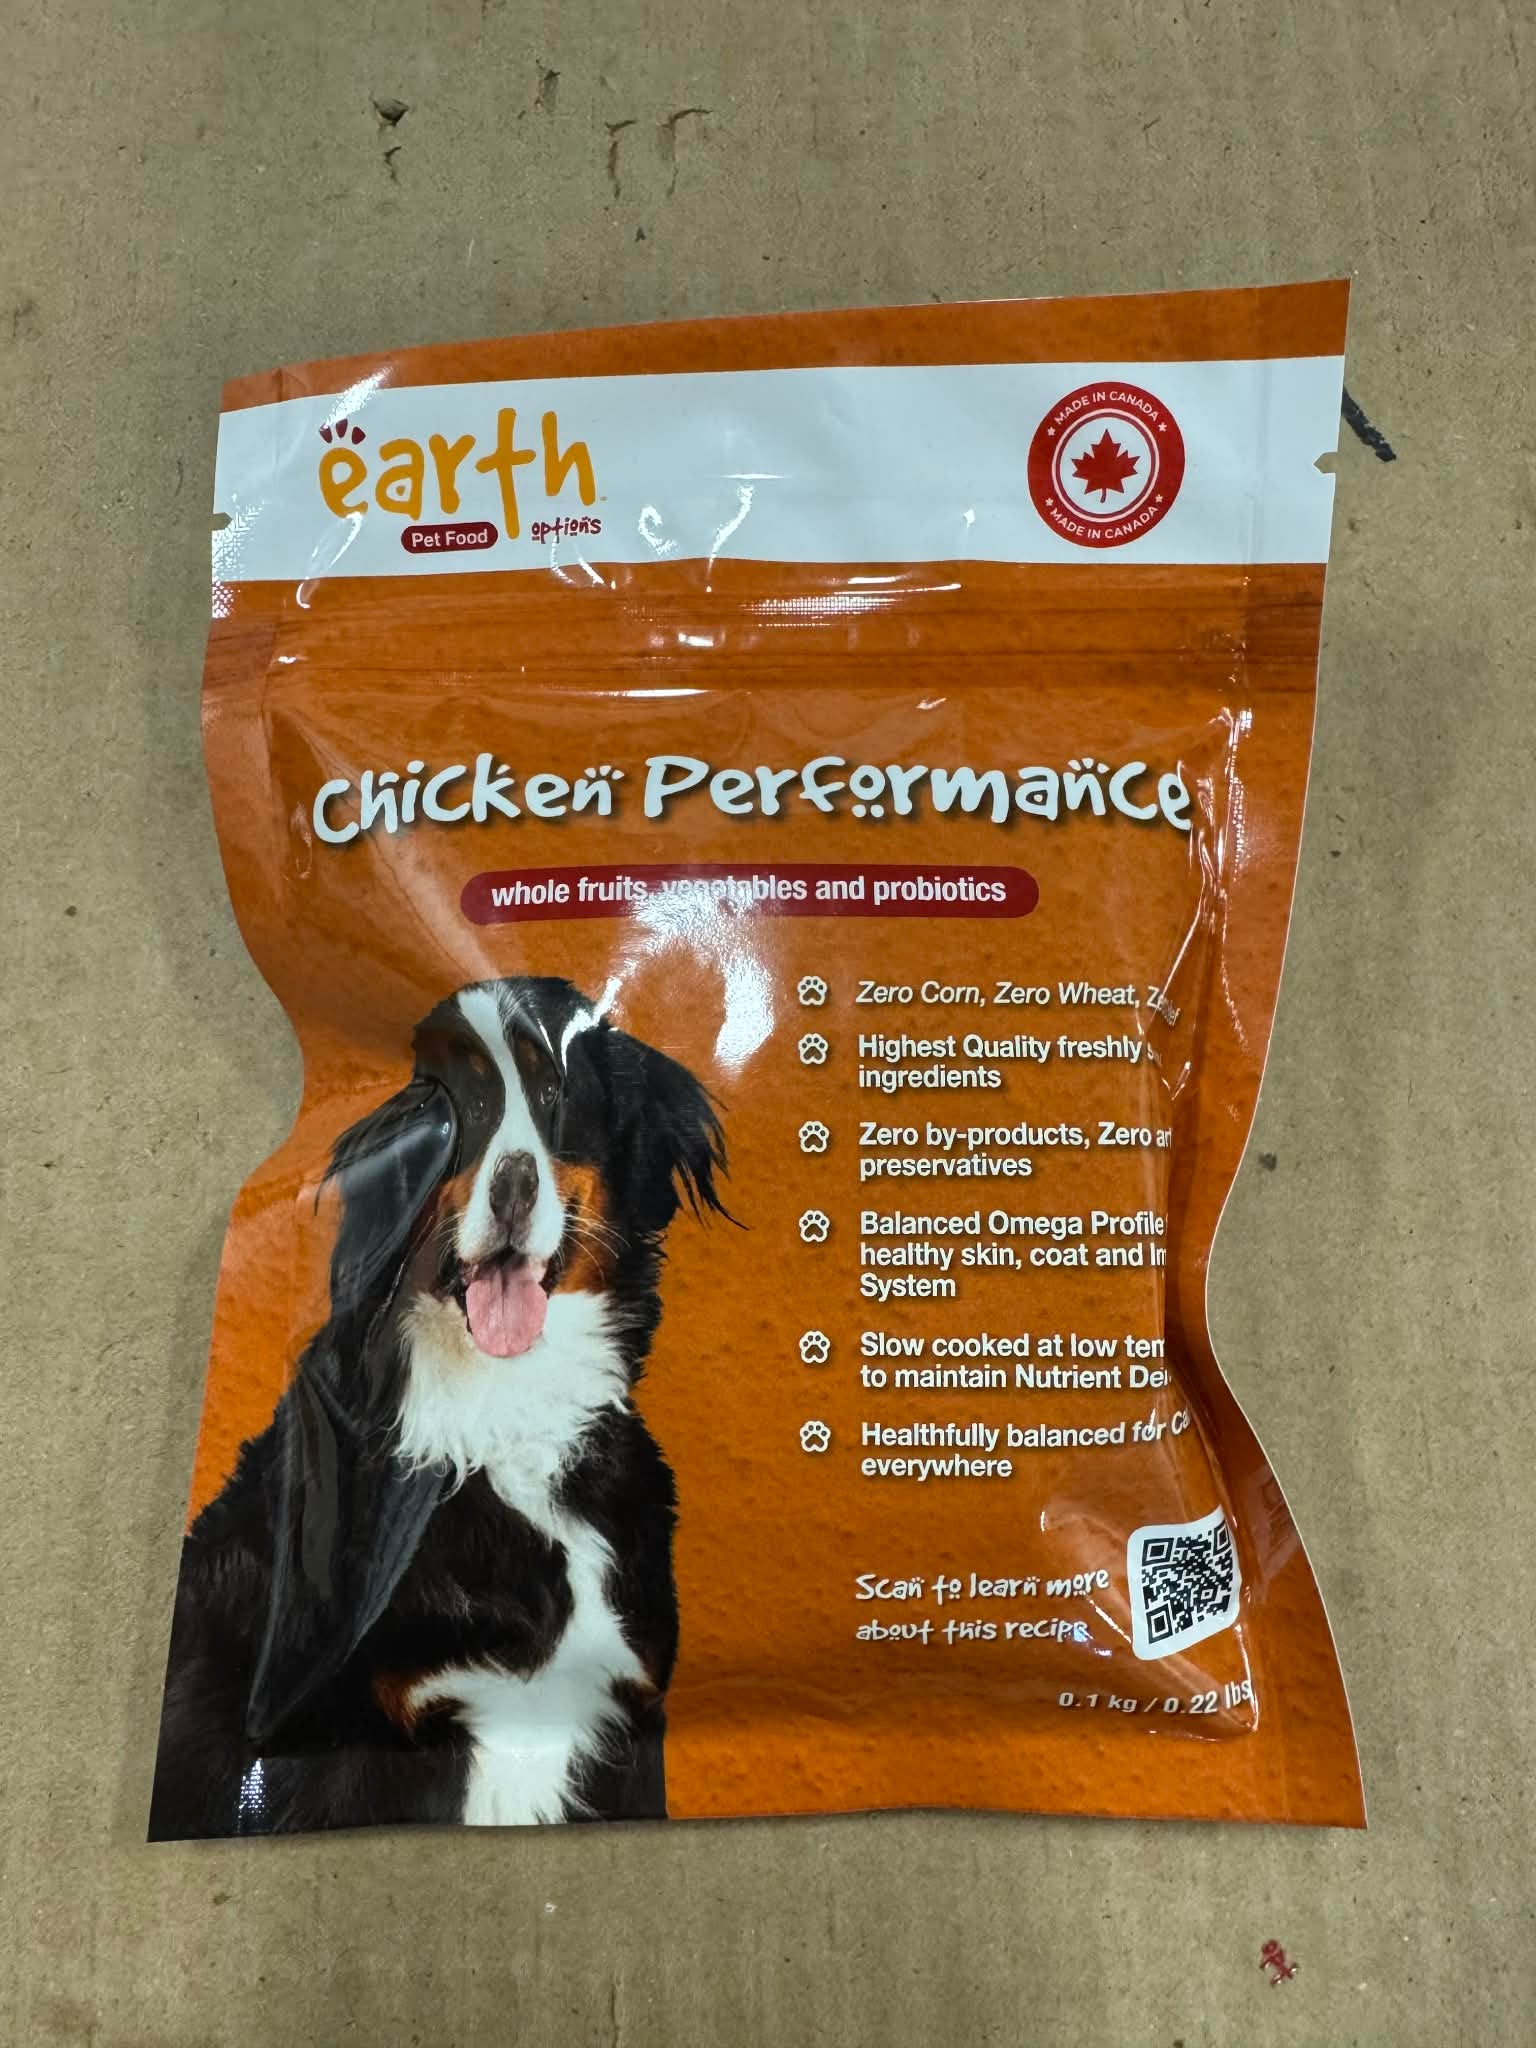 earth
Pet Food options
MADE IN CANADA
MADE IN CANADA
Chicken Performance
whole fruits, vegetables and probiotics
Zero Corn, Zero Wheat,
Highest Quality freshly
ingredients
Zero by-products, Zero
preservatives
Balanced Omega Profile
healthy skin, coat and
System
Slow cooked at low
to maintain Nutrient
Healthfully balanced for
everywhere
Scan to learn more
about this recipe
0.1 kg / 0.22 lbs